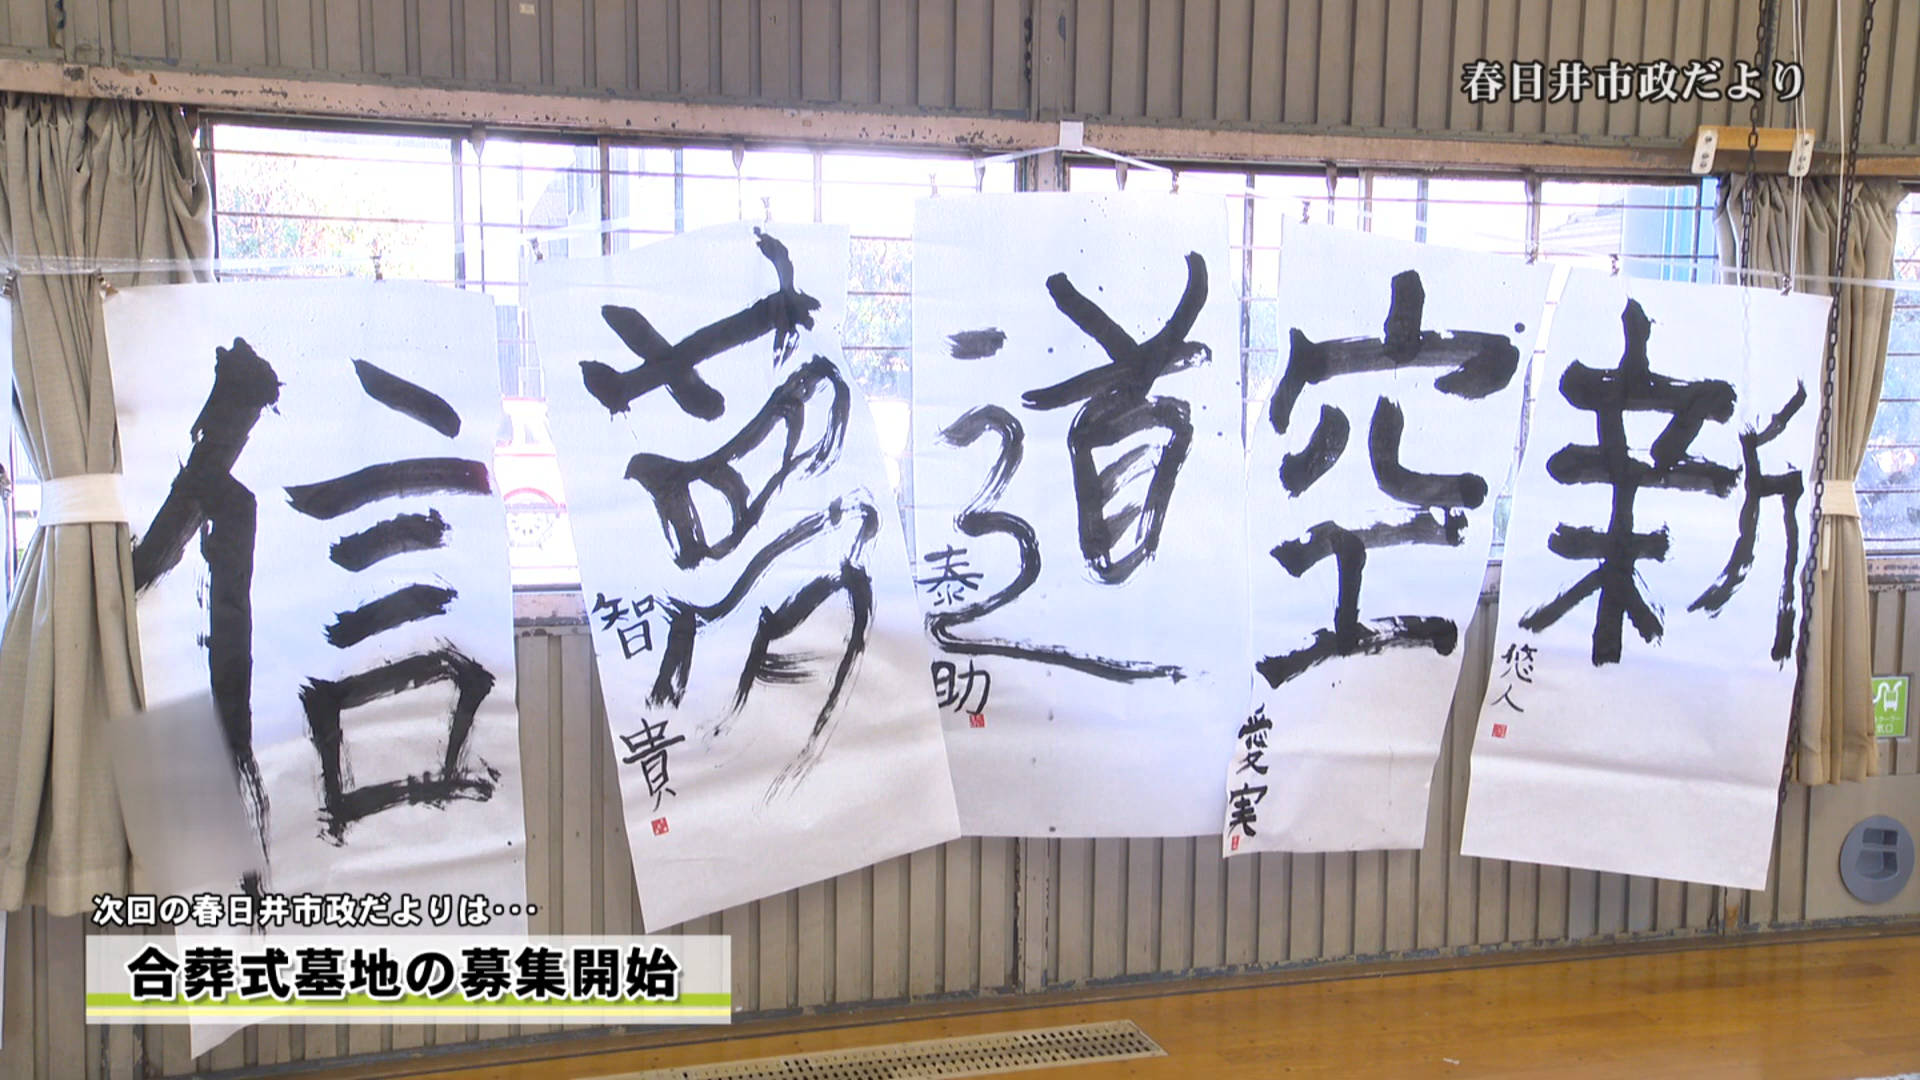 春日井市政だより
新
悠人
空
愛実
道
泰助
夢
智貴
信
次回の春日井市政だよりは・・・
合葬式墓地の募集開始